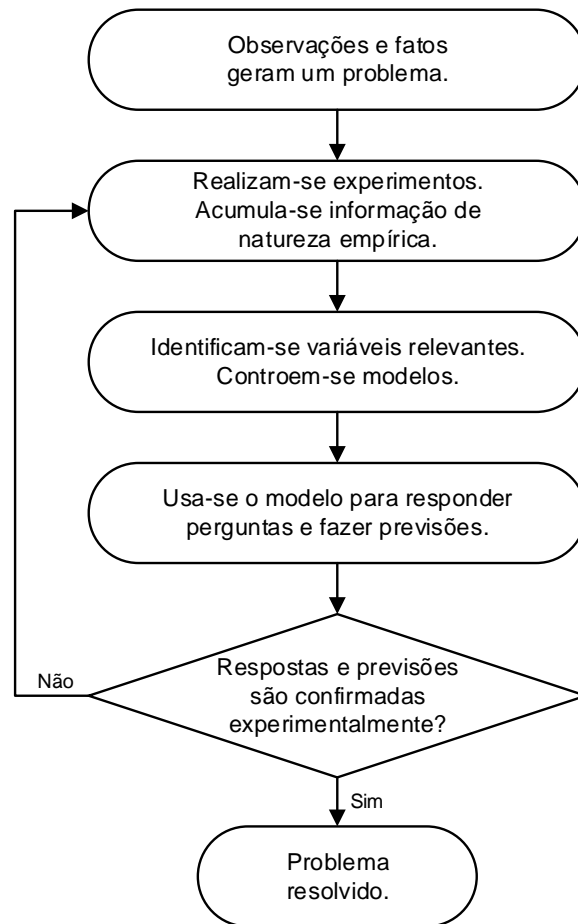 Observações e fatos
geram um problema.
Realizam-se experimentos.
Acumula-se informação de
natureza empírica.
Identificam-se variáveis relevantes.
Controem-se modelos.
Usa-se o modelo para responder
perguntas e fazer previsões.
Respostas e previsões
são confirmadas
experimentalmente?
Não
Sim
Problema
resolvido.